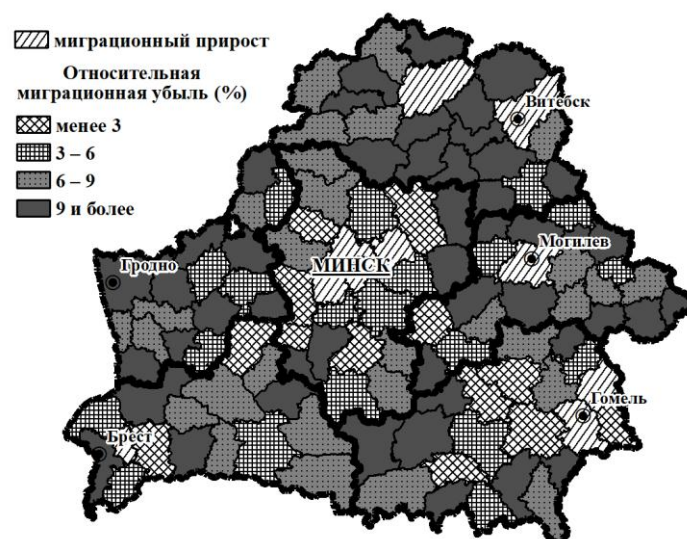 миграционный прирост
Относительная
миграционная убыль (%)
менее 3
3 – 6
6 – 9
9 и более
Витебск
Могилев
МИНСК
Гродно
Гомель
Брест